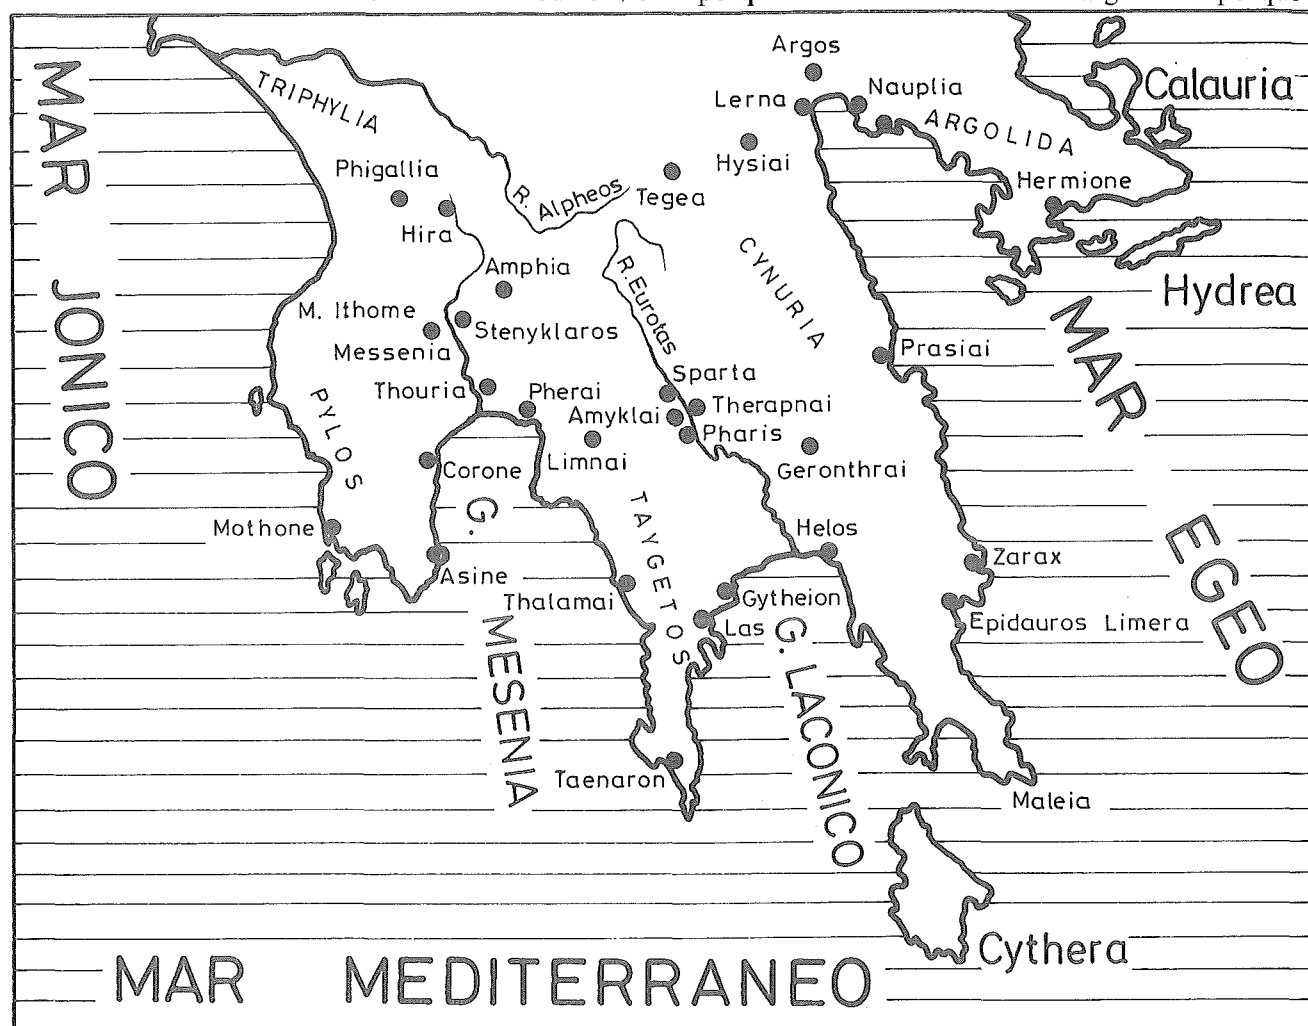 Argos
Calauria
Lerna
Nauplia
TRIPHYLIA
ARGOLIDA
MAR JONICO
Hysiai
Phigallia
Tegea
Hermione
R. Alpheos
Hira
CYNURIA
Amphia
R. Eurotas
Hydrea
M. Ithome
Stenyklaros
MAR EGEO
Messenia
Prasiai
Sparta
Thouria
Pherai
Therapnai
PYLOS
Amyklai
Pharis
Limnai
Geronthrai
Corone
TAYGETOS
G. MESENIA
Mothone
Helos
Zarax
Asine
Thalamai
Gytheion
Epidauros Limera
Las
G. LACONICO
Taenaron
Maleia
Cythera
MAR MEDITERRANEO